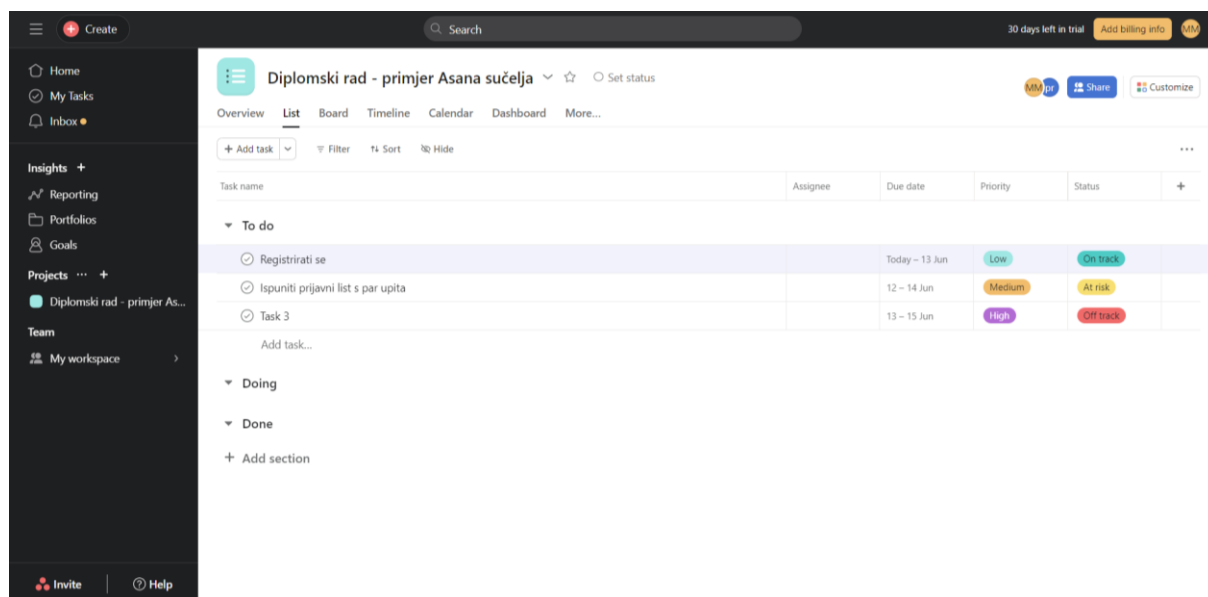 Create
Search
30 days left in trial
Add billing info
MM
Home
My Tasks
Inbox
Insights +
Reporting
Portfolios
Goals
Projects ... +
Diplomski rad - primjer As...
Team
My workspace
Invite
Help
Diplomski rad - primjer Asana sučelja
Set status
MM pr
Share
Customize
Overview List Board Timeline Calendar Dashboard More...
+ Add task
Filter
Sort
Hide
...
Task name Assignee Due date Priority Status +
To do
Registrirati se Today – 13 Jun Low On track
Ispuniti prijavni list s par upita 12 – 14 Jun Medium At risk
Task 3 13 – 15 Jun High Off track
Add task...
Doing
Done
+ Add section